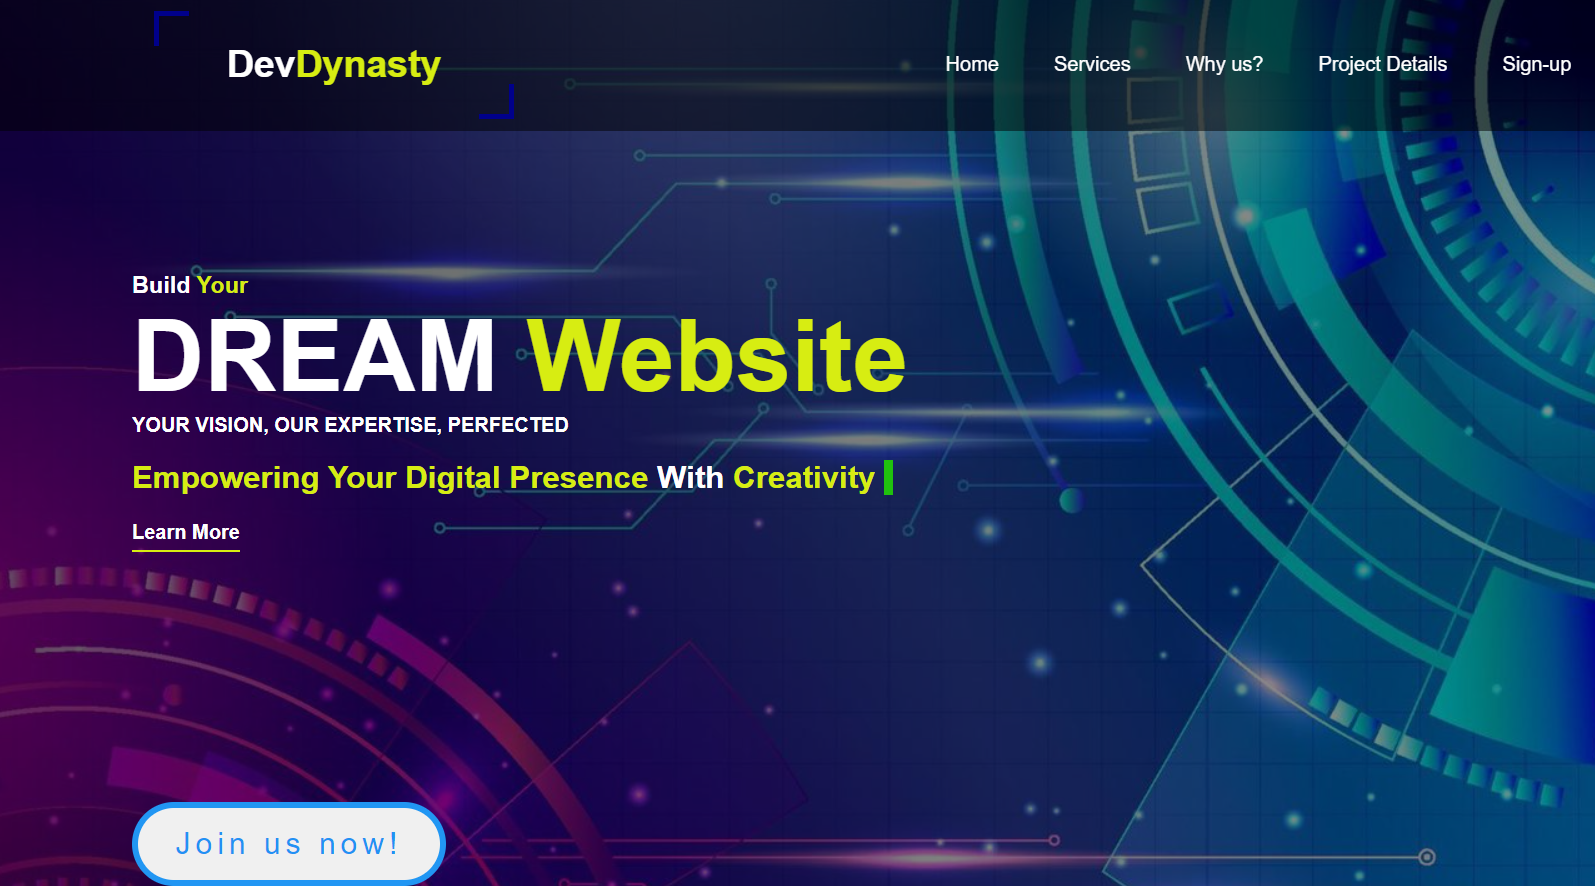 DevDynasty
Home Services Why us? Project Details Sign-up
Build Your
DREAM Website
YOUR VISION, OUR EXPERTISE, PERFECTED
Empowering Your Digital Presence With Creativity
Learn More
Join us now!